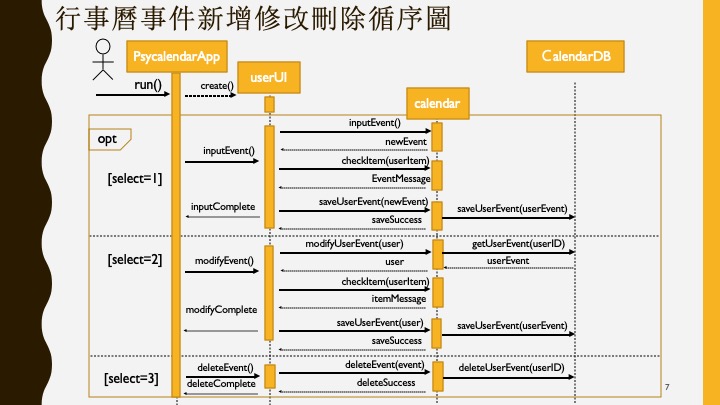 行事曆事件新增修改刪除循序圖
PsycalendarApp
userUI
calendar
CalendarDB
run()
create()
opt
[select=1]
inputEvent()
newEvent
inputEvent()
checkItem(userItem)
EventMessage
saveUserEvent(newEvent)
saveUserEvent(userEvent)
inputComplete
saveSuccess
[select=2]
modifyUserEvent(user)
getUserEvent(userID)
modifyEvent()
user
userEvent
checkItem(userItem)
itemMessage
modifyComplete
saveUserEvent(user)
saveUserEvent(userEvent)
saveSuccess
[select=3]
deleteEvent()
deleteEvent(event)
deleteUserEvent(userID)
deleteComplete
deleteSuccess
7